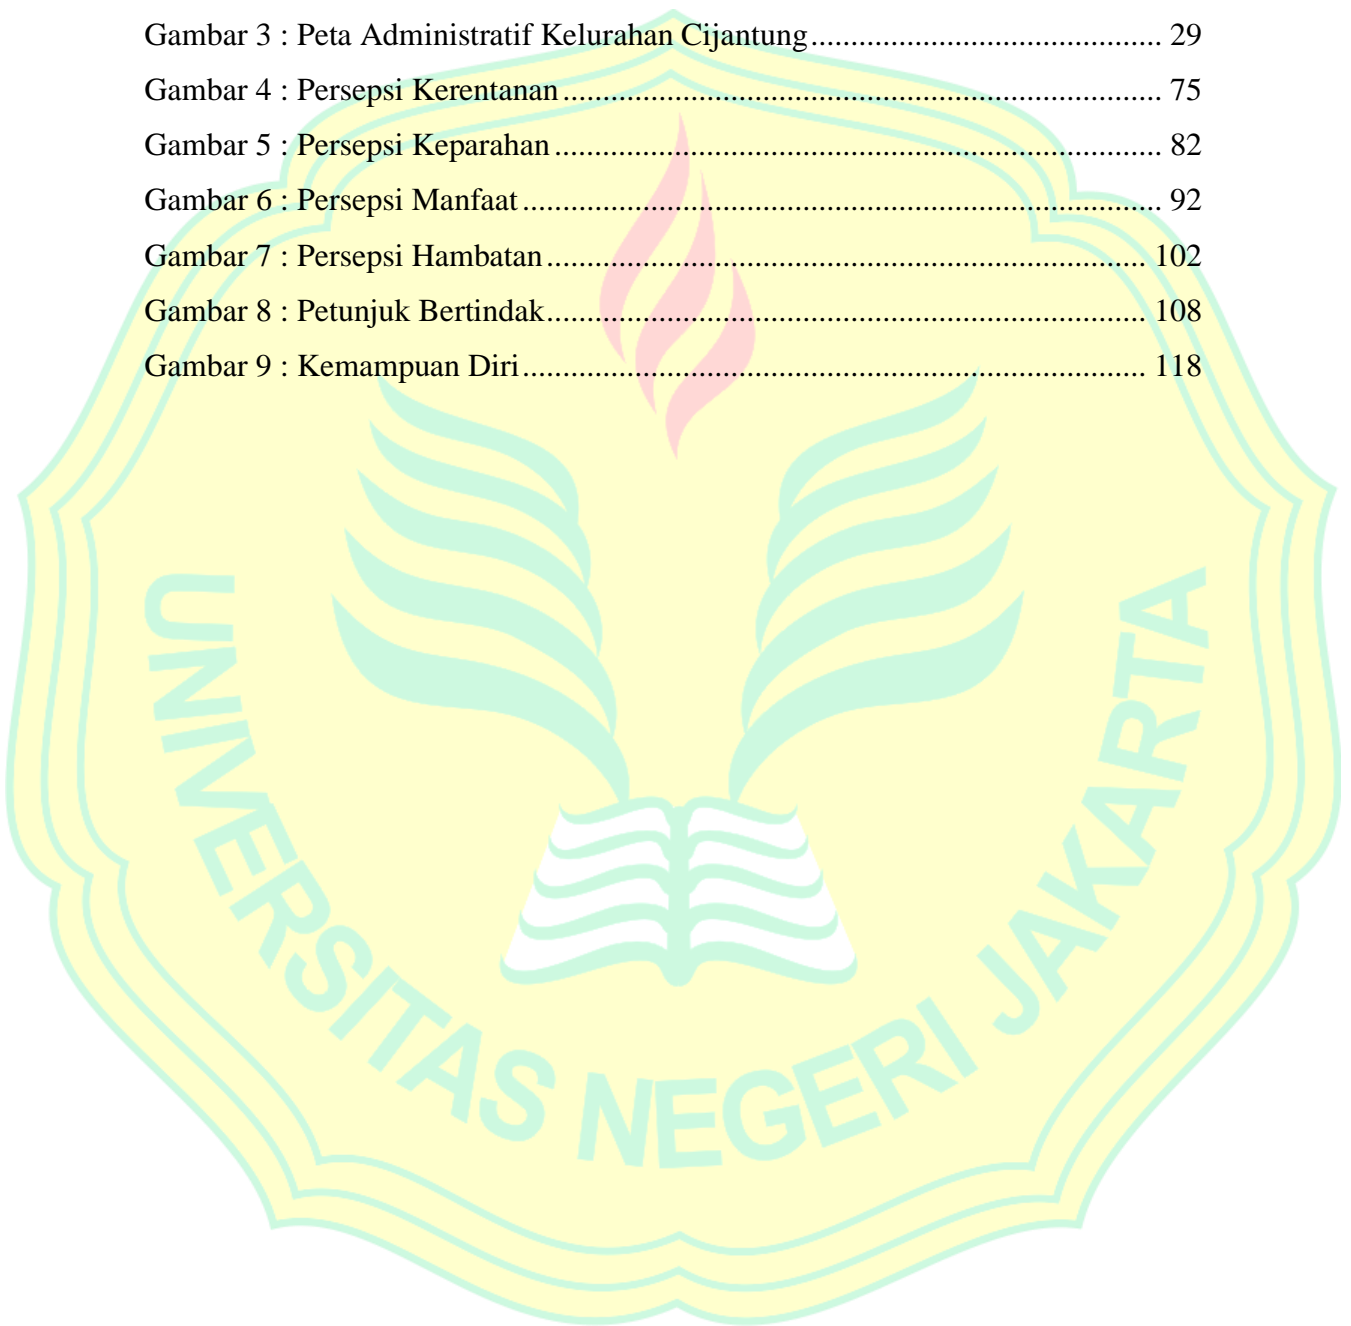 Gambar 3 : Peta Administratif Kelurahan Cijantung............................................ 29
Gambar 4 : Persepsi Kerentanan........................................................................... 75
Gambar 5 : Persepsi Keparahan............................................................................ 82
Gambar 6 : Persepsi Manfaat................................................................................ 92
Gambar 7 : Persepsi Hambatan........................................................................... 102
Gambar 8 : Petunjuk Bertindak........................................................................... 108
Gambar 9 : Kemampuan Diri.............................................................................. 118
UNIVERSITAS NEGERI JAKARTA